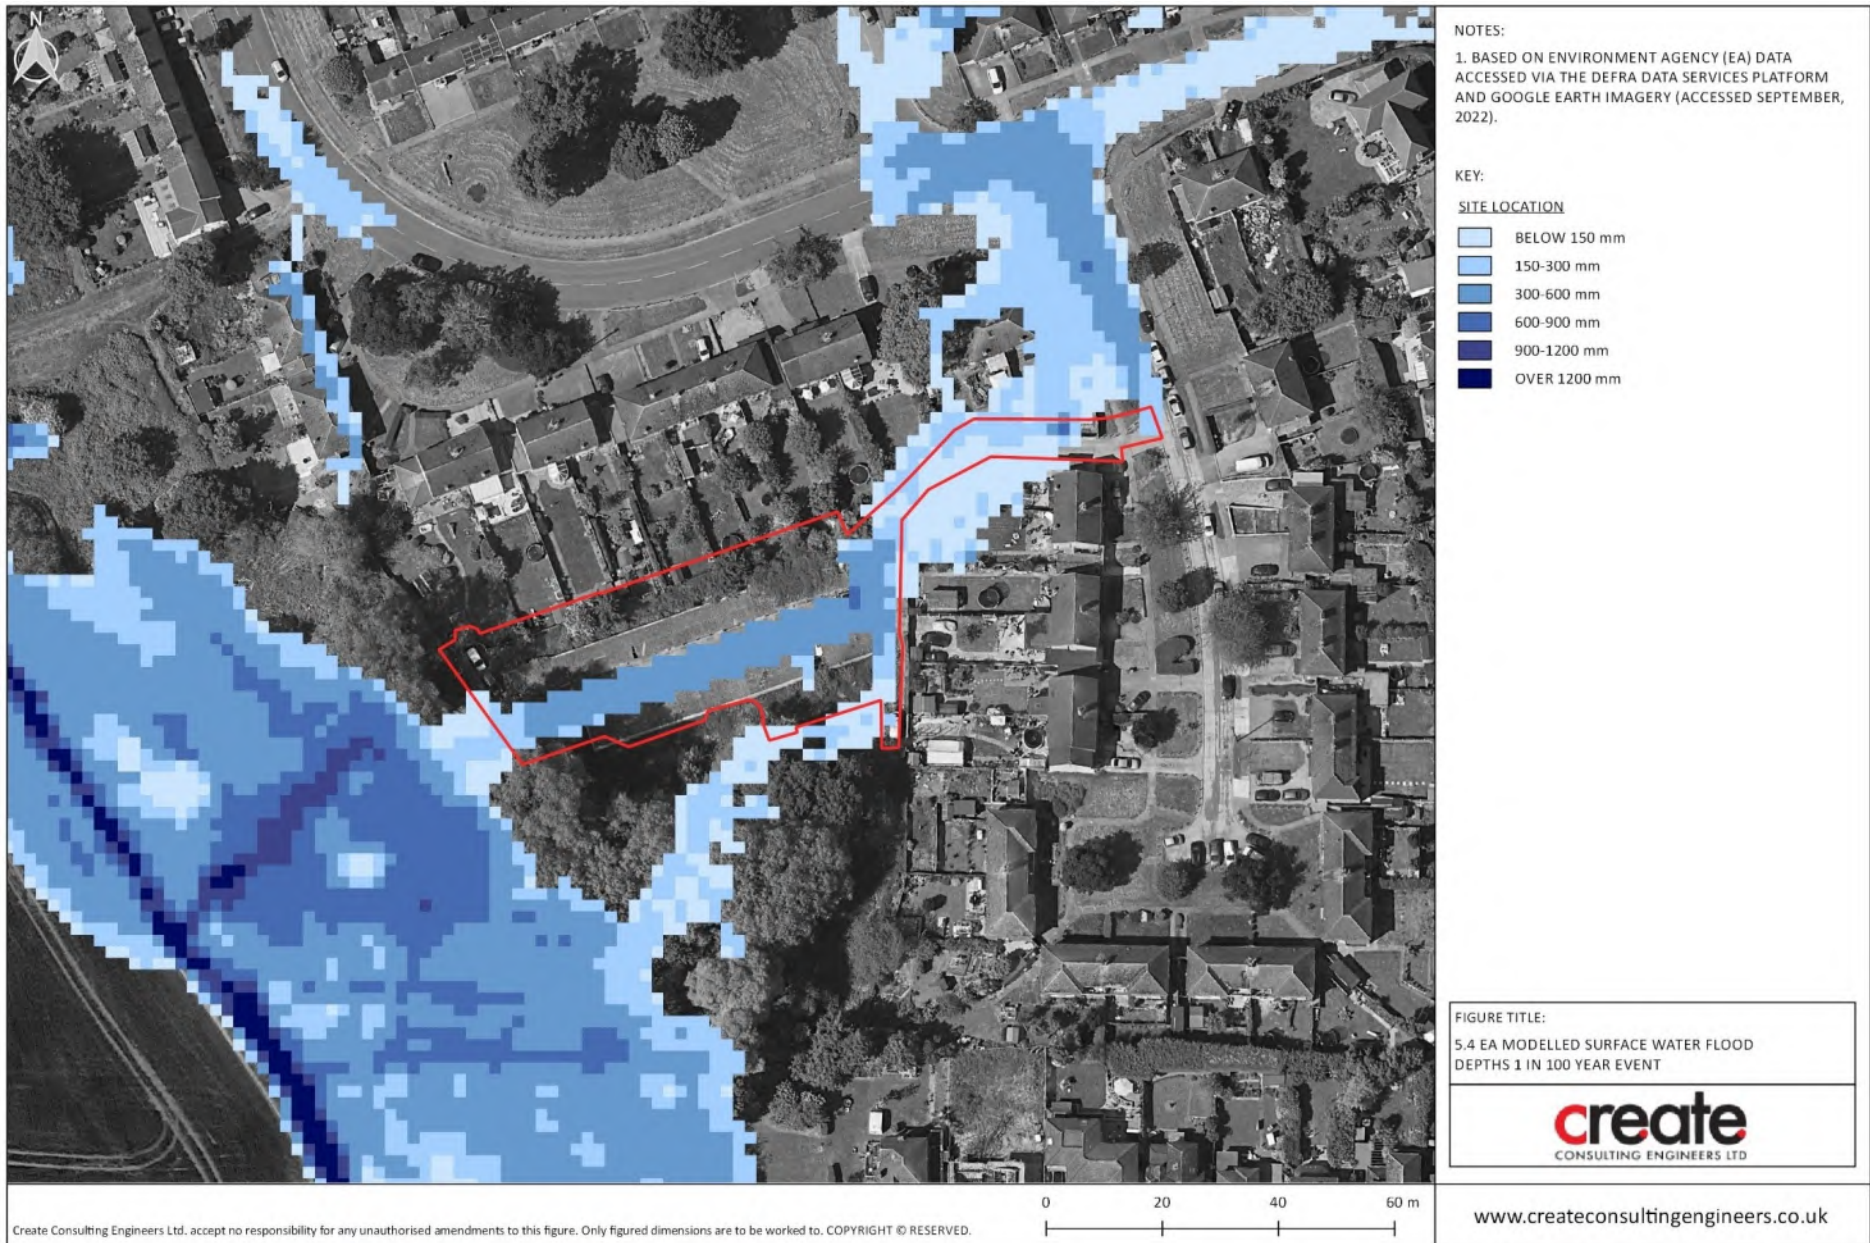 N
NOTES:
1. BASED ON ENVIRONMENT AGENCY (EA) DATA
ACCESSED VIA THE DEFRA DATA SERVICES PLATFORM
AND GOOGLE EARTH IMAGERY (ACCESSED SEPTEMBER,
2022).
KEY:
SITE LOCATION
BELOW 150 mm
150-300 mm
300-600 mm
600-900 mm
900-1200 mm
OVER 1200 mm
FIGURE TITLE:
5.4 EA MODELLED SURFACE WATER FLOOD
DEPTHS 1 IN 100 YEAR EVENT
create
CONSULTING ENGINEERS LTD
www.createconsultingengineers.co.uk
0 20 40 60 m
Create Consulting Engineers Ltd. accept no responsibility for any unauthorised amendments to this figure. Only figured dimensions are to be worked to. COPYRIGHT © RESERVED.